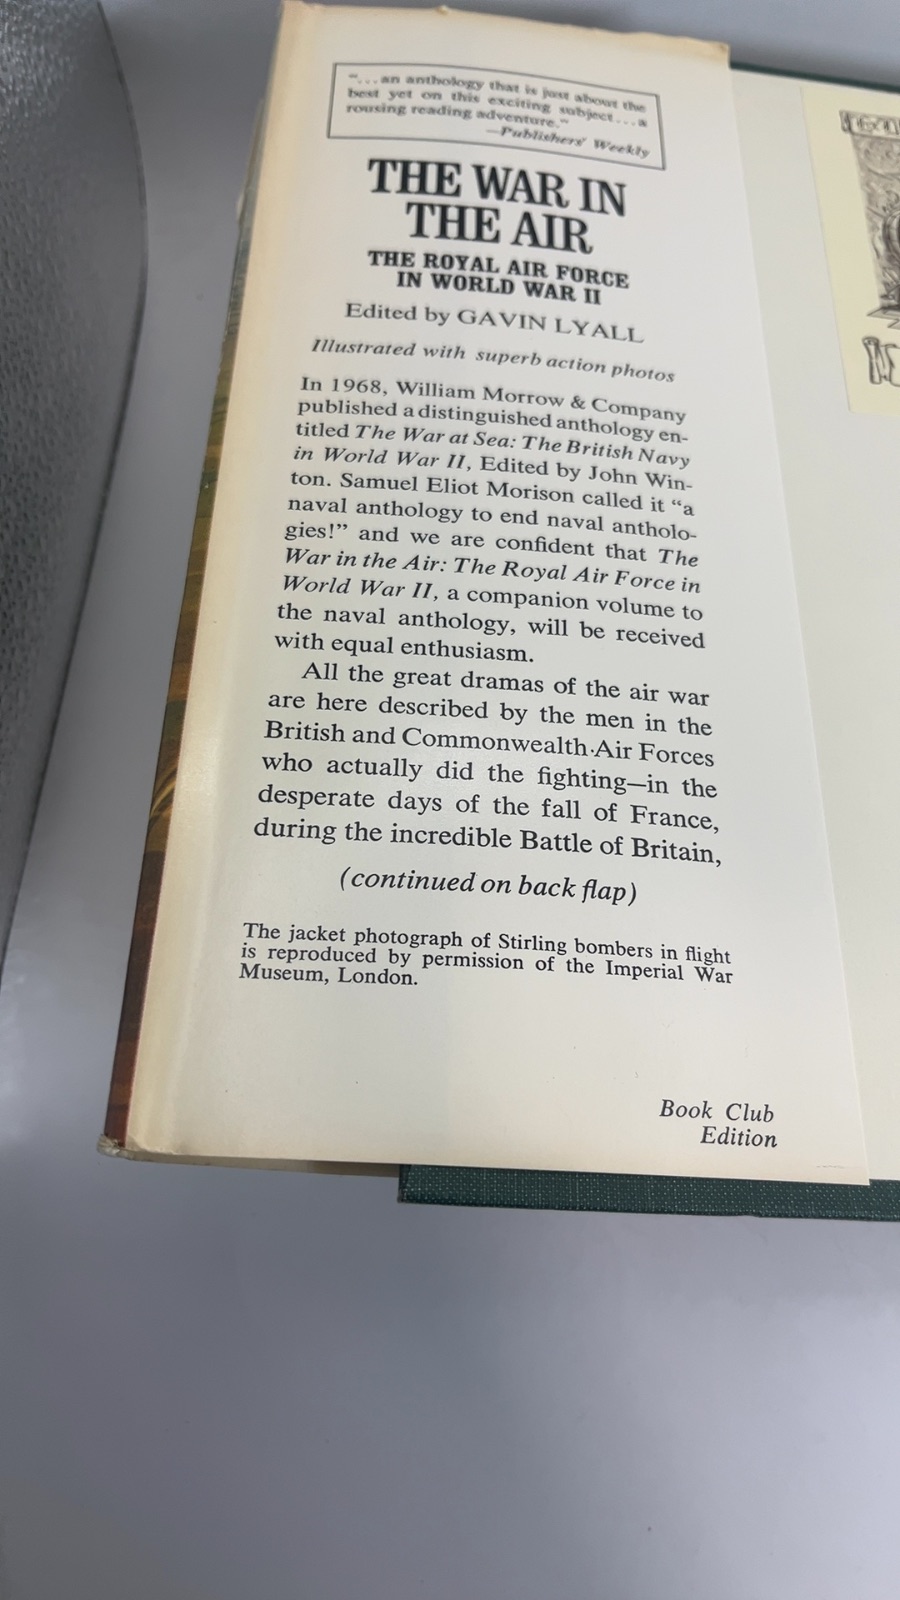 "...an anthology that is just about the
best yet on this exciting subject...a
rousing reading adventure."
—Publishers' Weekly
THE WAR IN
THE AIR
THE ROYAL AIR FORCE
IN WORLD WAR II
Edited by GAVIN LYALL
Illustrated with superb action photos
In 1968, William Morrow & Company
published a distinguished anthology en-
titled The War at Sea: The British Navy
in World War II, Edited by John Win-
ton. Samuel Eliot Morison called it "a
naval anthology to end naval antholo-
gies!" and we are confident that The
War in the Air: The Royal Air Force in
World War II, a companion volume to
the naval anthology, will be received
with equal enthusiasm.
All the great dramas of the air war
are here described by the men in the
British and Commonwealth Air Forces
who actually did the fighting—in the
desperate days of the fall of France,
during the incredible Battle of Britain,
(continued on back flap)
The jacket photograph of Stirling bombers in flight
is reproduced by permission of the Imperial War
Museum, London.
Book Club
Edition